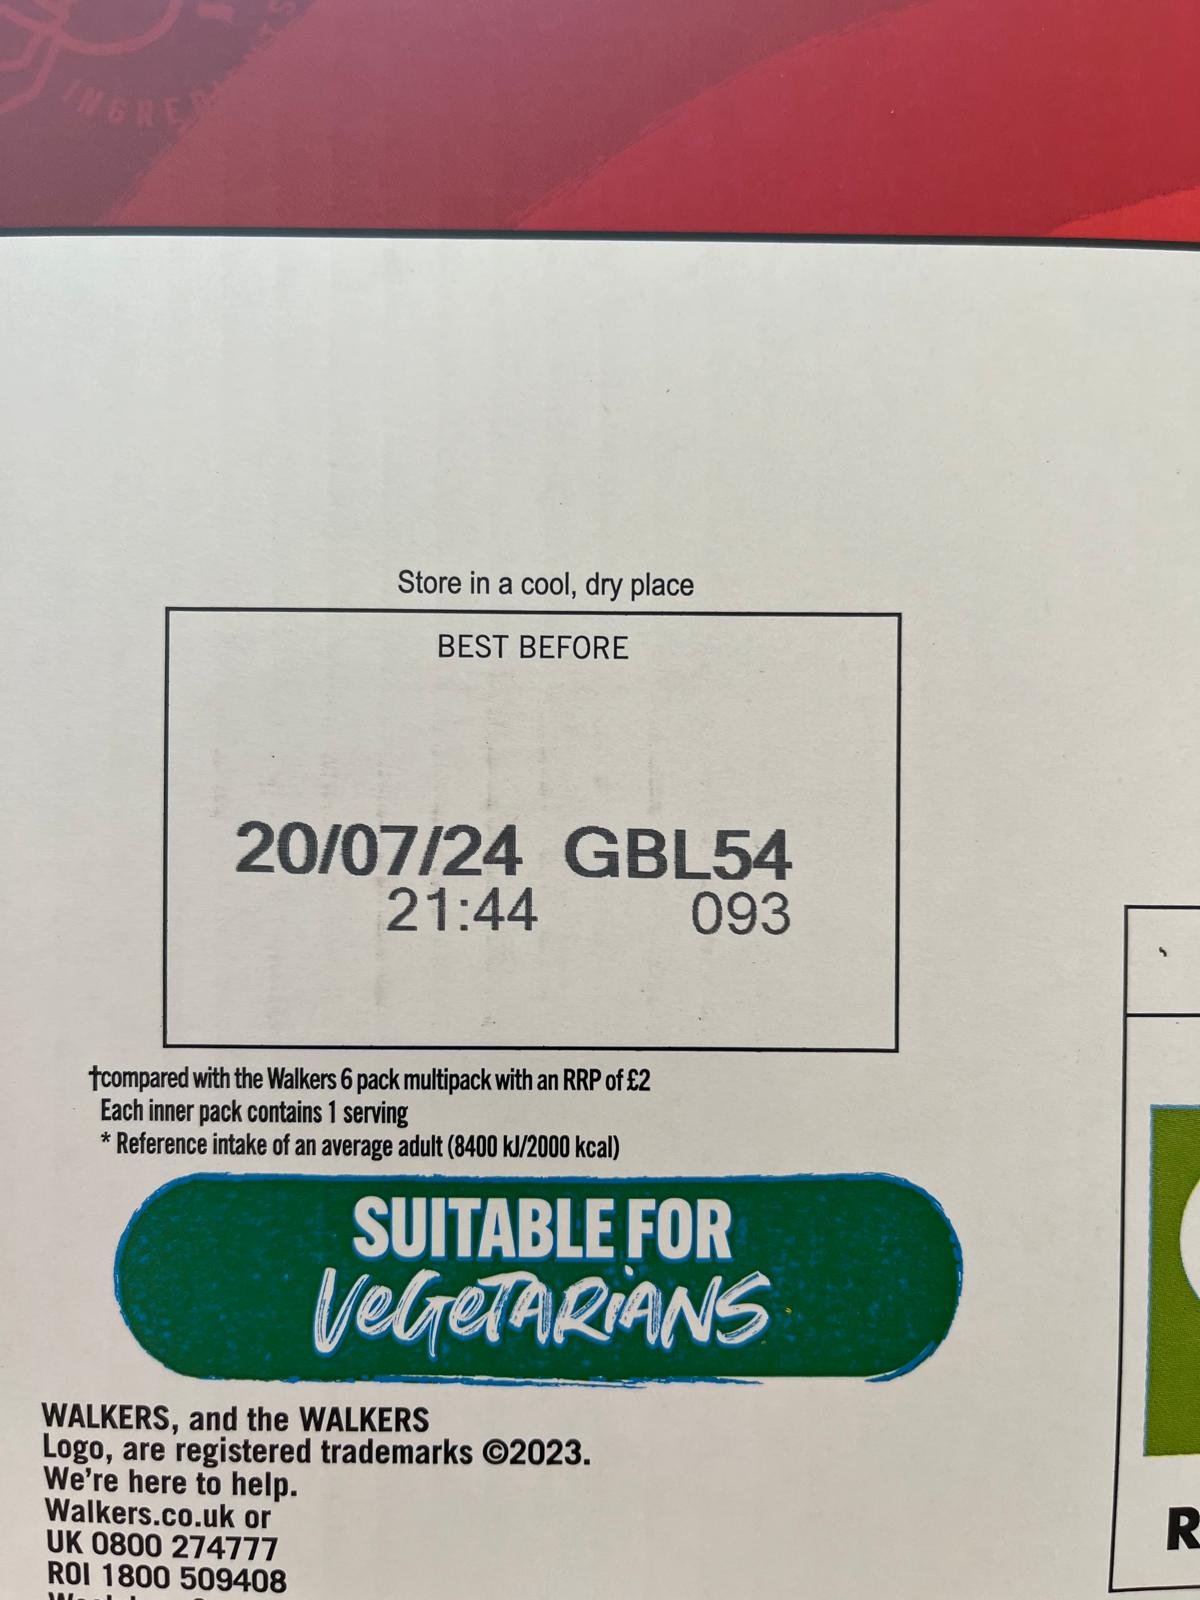 INGRE
Store in a cool, dry place
BEST BEFORE
20/07/24 GBL54
21:44 093
†compared with the Walkers 6 pack multipack with an RRP of £2
Each inner pack contains 1 serving
* Reference intake of an average adult (8400 kJ/2000 kcal)
SUITABLE FOR
VeGeTARiANS
WALKERS, and the WALKERS
Logo, are registered trademarks ©2023.
We're here to help.
Walkers.co.uk or
UK 0800 274777
ROI 1800 509408
R